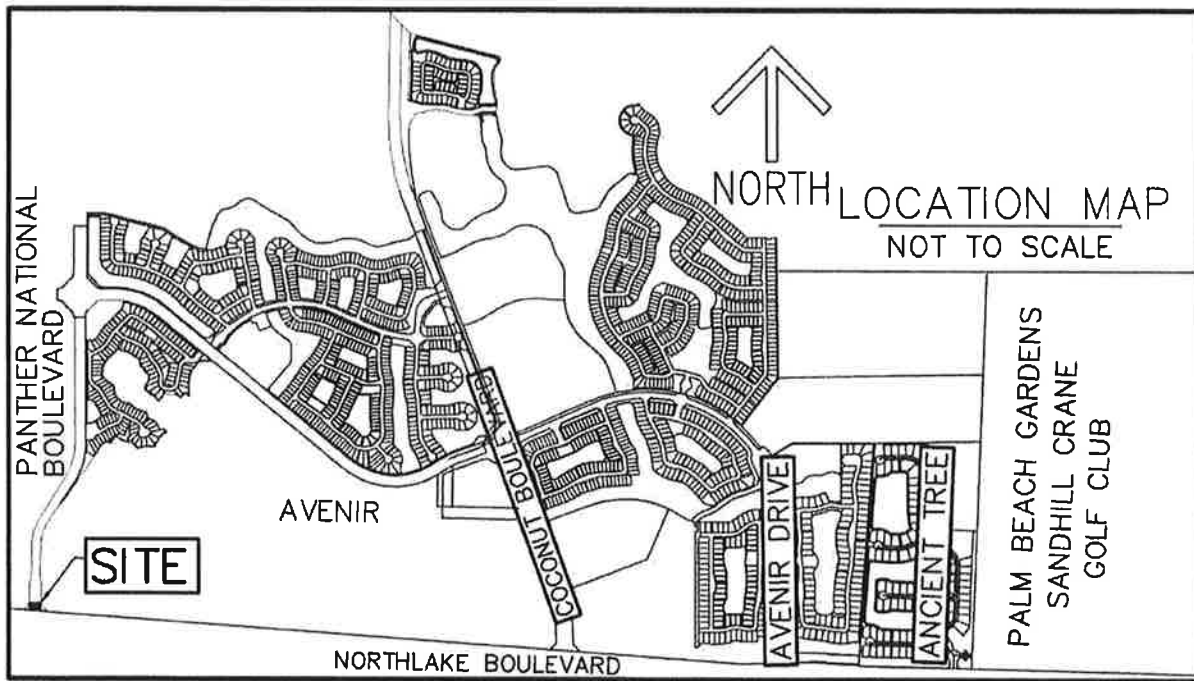 NORTH
LOCATION MAP
NOT TO SCALE
PANTHER NATIONAL
BOULEVARD
COCONUT BOULEVARD
AVENIR
SITE
AVENIR DRIVE
ANCIENT TREE
PALM BEACH GARDENS
SANDHILL CRANE
GOLF CLUB
NORTHLAKE BOULEVARD